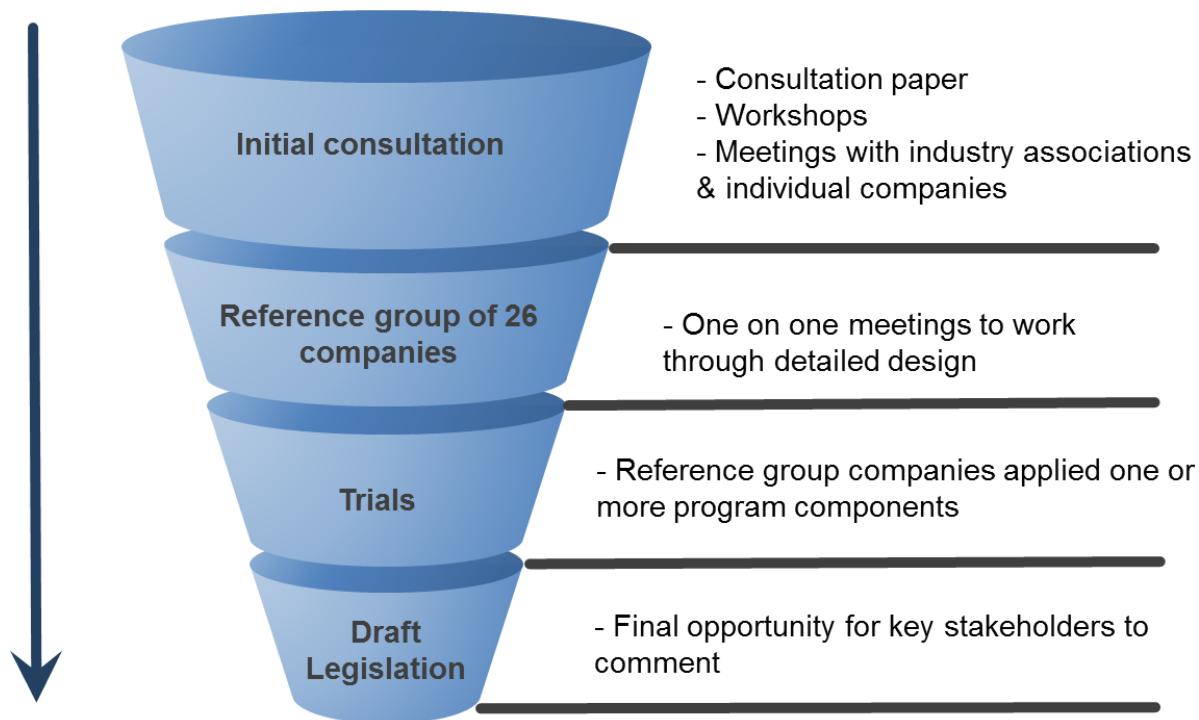 Initial consultation
- Consultation paper
- Workshops
- Meetings with industry associations
& individual companies
Reference group of 26
companies
- One on one meetings to work
through detailed design
Trials
- Reference group companies applied one or
more program components
Draft
Legislation
- Final opportunity for key stakeholders to
comment